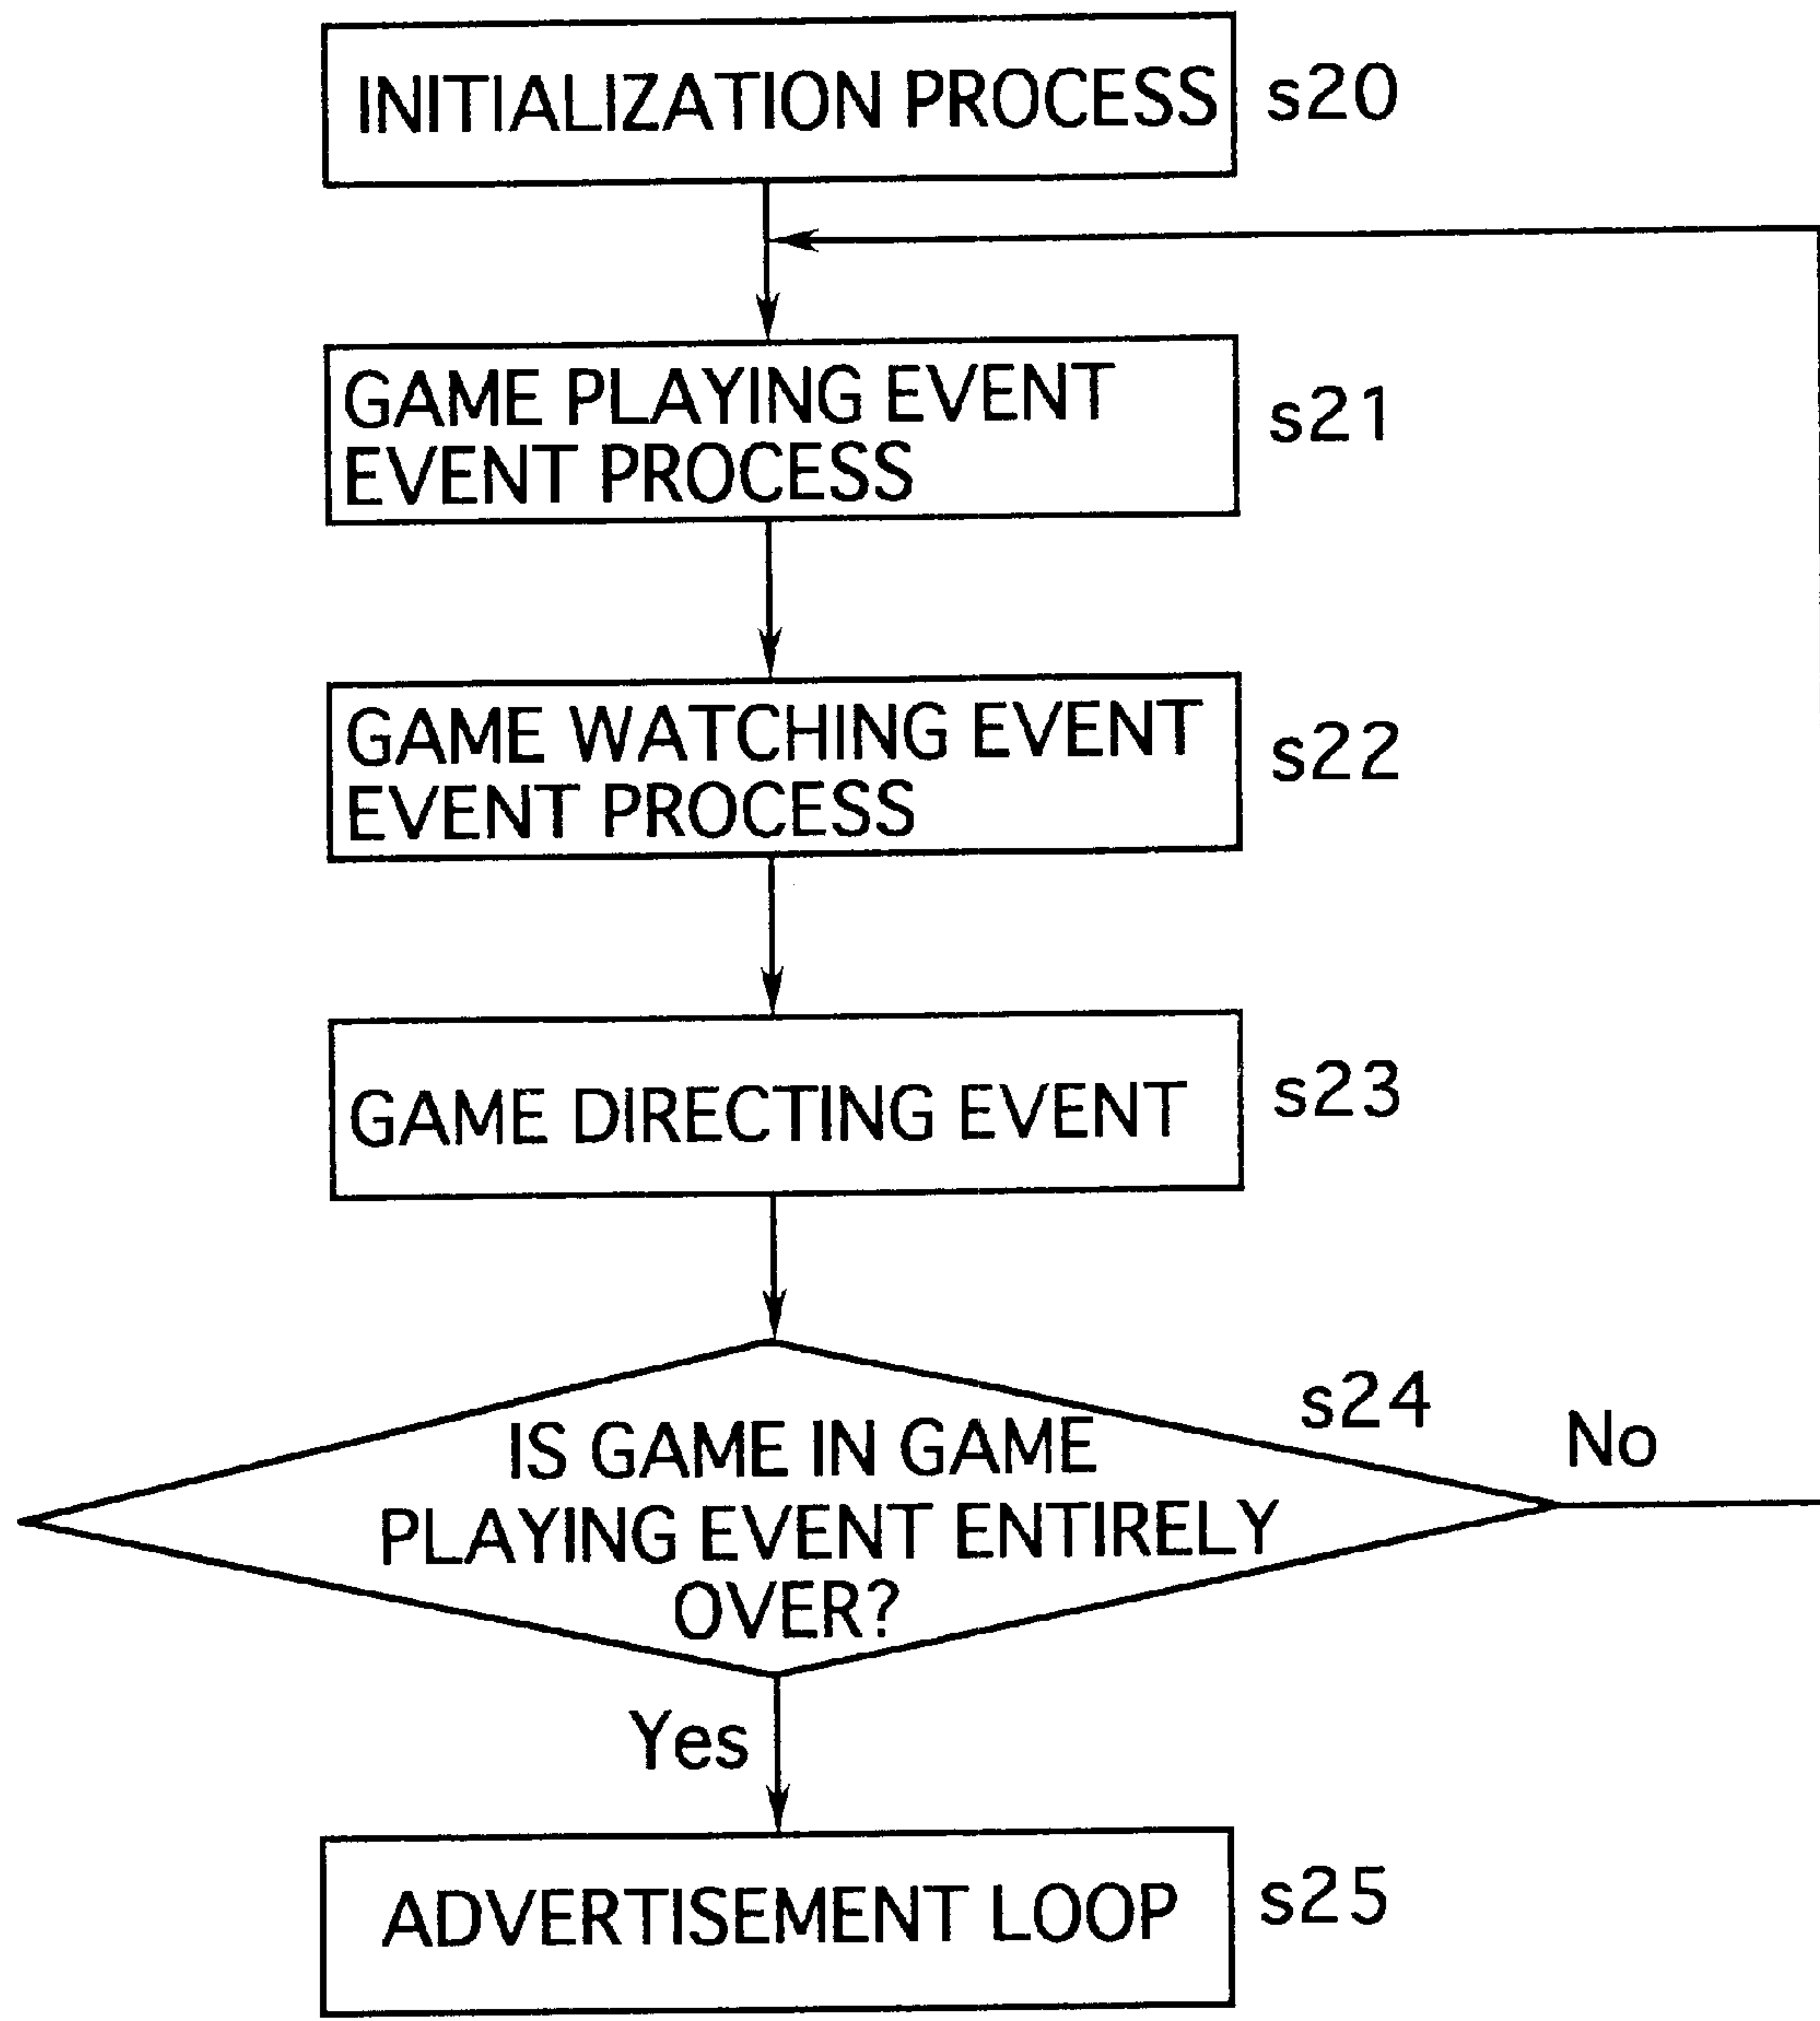 INITIALIZATION PROCESS
s20
GAME PLAYING EVENT
EVENT PROCESS
s21
GAME WATCHING EVENT
EVENT PROCESS
s22
GAME DIRECTING EVENT
s23
s24
IS GAME IN GAME
PLAYING EVENT ENTIRELY
OVER?
No
Yes
ADVERTISEMENT LOOP
s25